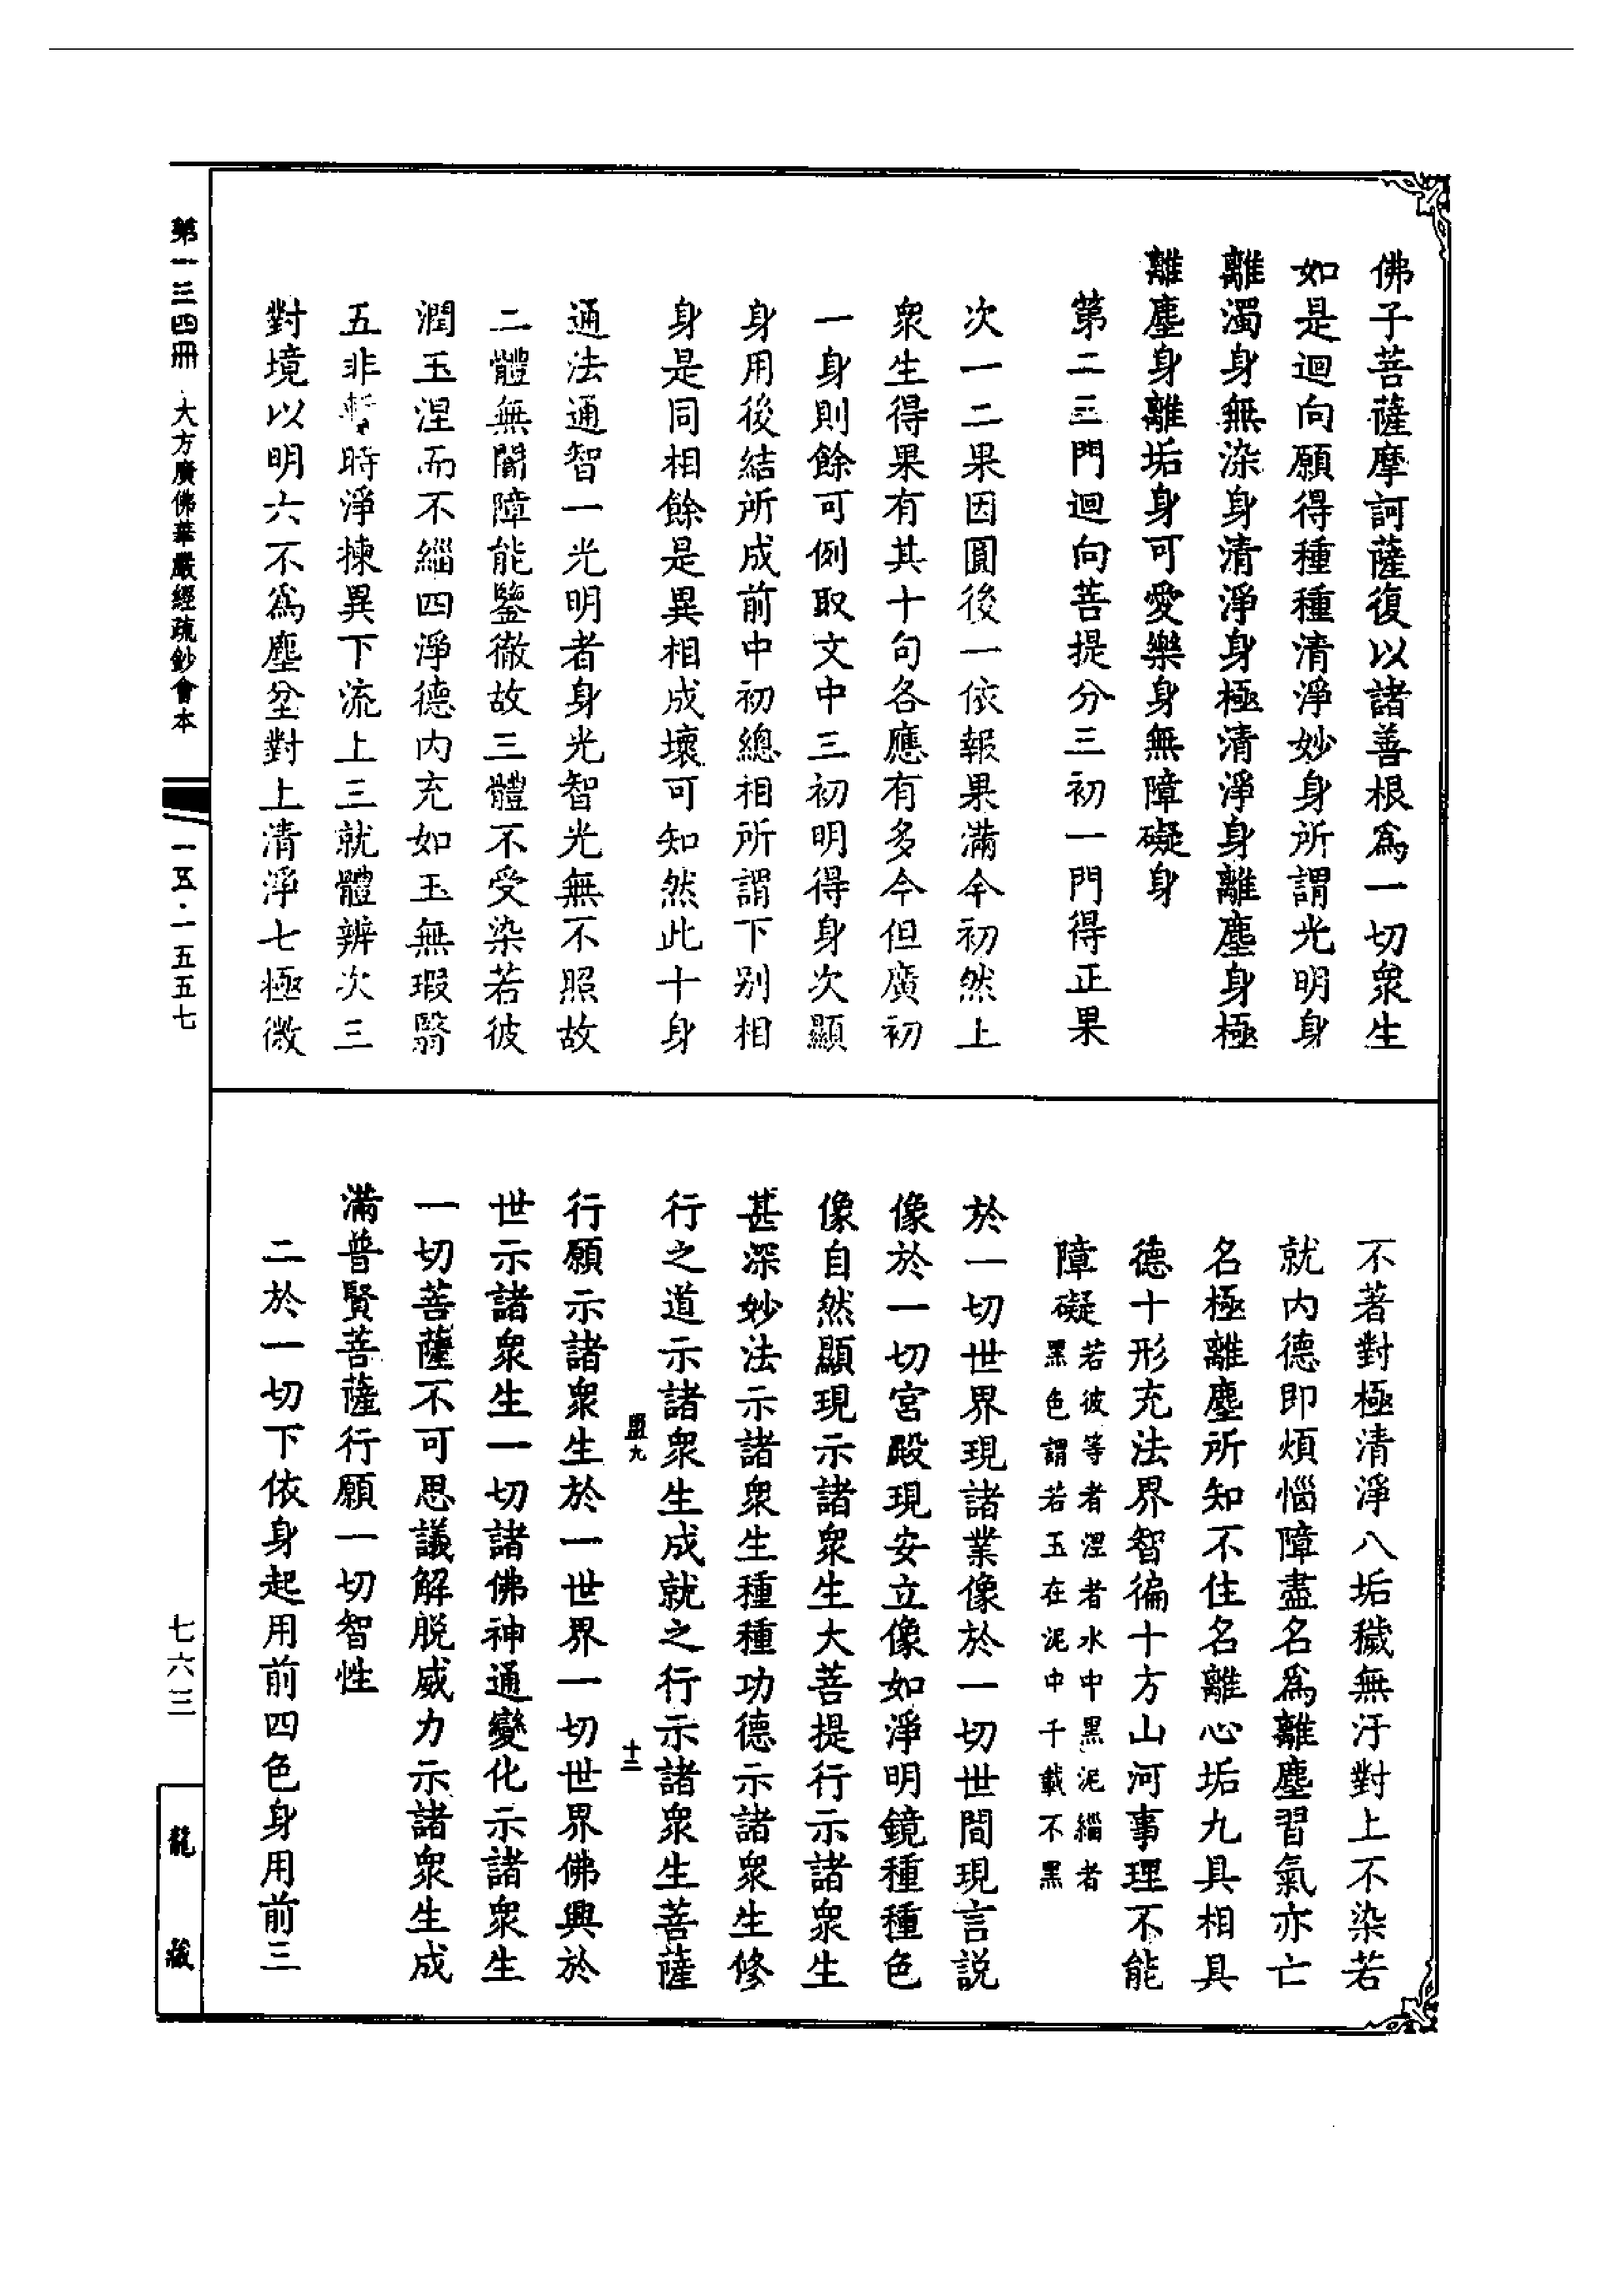 佛子菩薩摩訶薩復以諸善根爲一切衆生
如是迴向願得種種清淨妙身所謂光明身
離濁身無染身清淨身極清淨身離塵身極
離塵身離垢身可愛樂身無障礙身
第二三門迴向菩提分三初一門得正果
次一二果因圓後一依報果滿今初然上
衆生得果有其十句各應有多今但廣初
一身則餘可例取文中三初明得身次顯
身用後結所成前中初總相所謂下别相
身是同相餘是異相成壞可知然此十身
通法通智一光明者身光智光無不照故
二體無闇障能鑒徹故三體不受染若彼
潤玉涅而不緇四淨德内充如玉無瑕翳
五非暫時淨揀異下流上三就體辨次三
對境以明六不爲塵坌對上清淨七極微
不著對極清淨八垢穢無汙對上不染若
就内德即煩惱障盡名爲離塵習氣亦亡
名極離塵所知不住名離心垢九具相具
德十形充法界智徧十方山河事理不能
障礙
若彼等者涅者水中黑泥緇者
黑色謂若玉在泥中千載不黑
於一切世界現諸業像於一切世間現言説
像於一切宮殿現安立像如淨明鏡種種色
像自然顯現示諸衆生大菩提行示諸衆生
甚深妙法示諸衆生種種功德示諸衆生修
行之道示諸衆生成就之行示諸衆生菩薩
行願示諸衆生於一世界一切世界佛興於
世示諸衆生一切諸佛神通變化示諸衆生
一切菩薩不可思議解脱威力示諸衆生成
滿普賢菩薩行願一切智性
二於一切下依身起用前四色身用前三
盟九
十二
第一三四冊
大方廣佛華嚴經疏鈔會本
一五·一五五七
七六三
龍藏